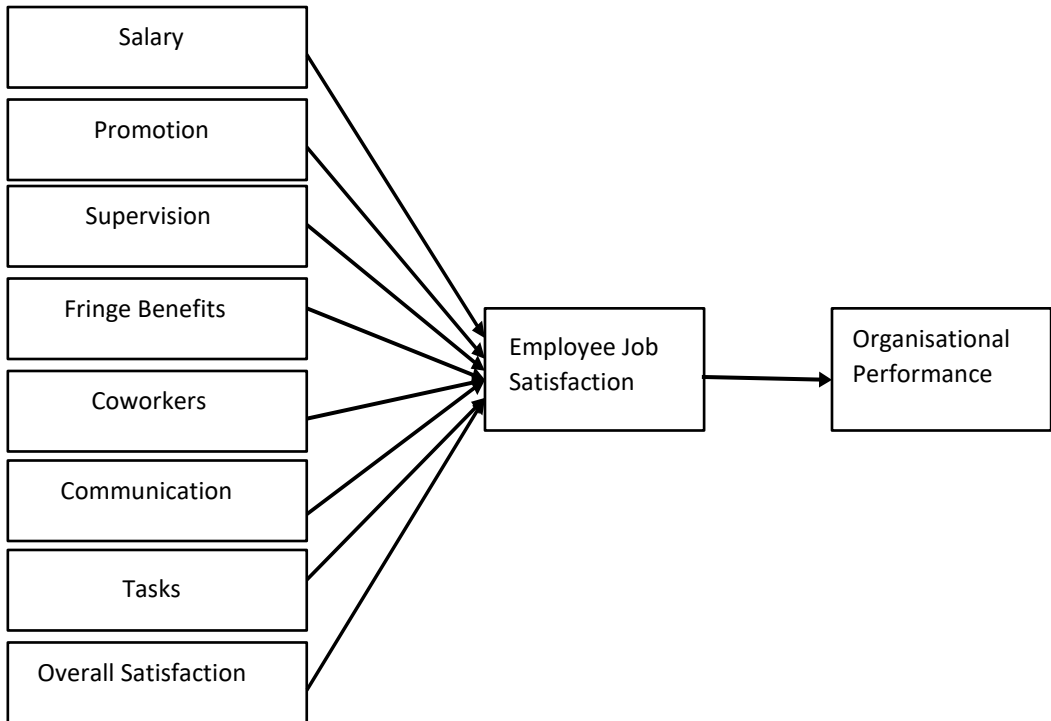 Salary
Promotion
Supervision
Fringe Benefits
Coworkers
Communication
Tasks
Overall Satisfaction
Employee Job
Satisfaction
Organisational
Performance